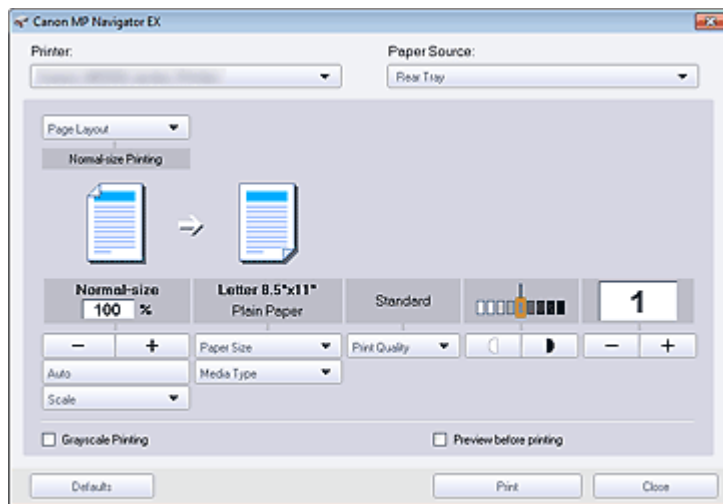 Canon MP Navigator EX
Printer:
Paper Source:
Rear Tray
Page Layout
Normal-size Printing
Normal-size
100 %
Letter 8.5"x11"
Plain Paper
Standard
1
− +
Paper Size
Print Quality
− +
Auto
Media Type
Scale
Grayscale Printing
Preview before printing
Defaults
Print
Close